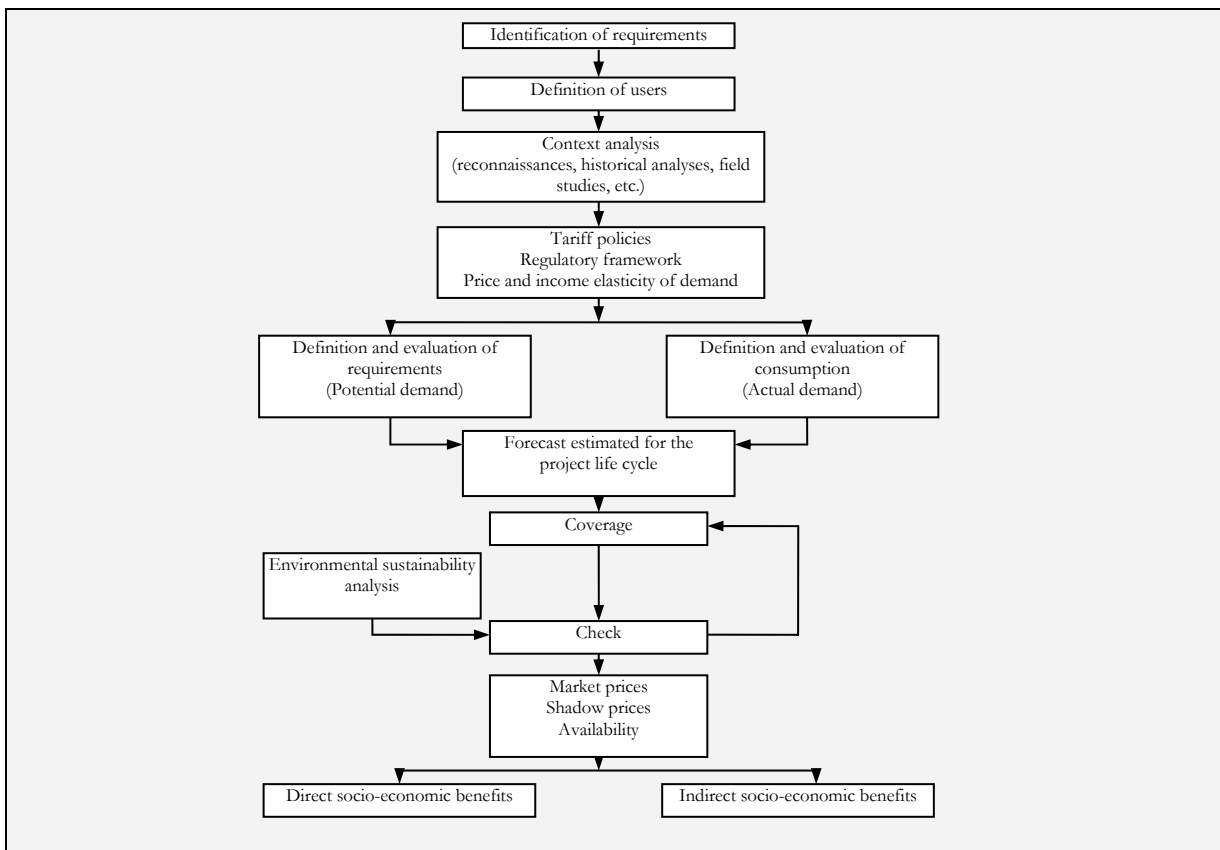 Identification of requirements
Definition of users
Context analysis
(reconnaissances, historical analyses, field
studies, etc.)
Tariff policies
Regulatory framework
Price and income elasticity of demand
Definition and evaluation of
requirements
(Potential demand)
Definition and evaluation of
consumption
(Actual demand)
Forecast estimated for the
project life cycle
Coverage
Environmental sustainability
analysis
Check
Market prices
Shadow prices
Availability
Direct socio-economic benefits
Indirect socio-economic benefits